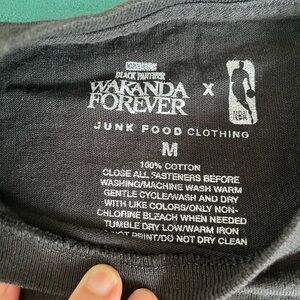 MARVEL STUDIOS
BLACK PANTHER
WAKANDA
FOREVER
X
NBA
JUNK FOOD CLOTHING
M
100% COTTON
CLOSE ALL FASTENERS BEFORE
WASHING/MACHINE WASH WARM
GENTLE CYCLE/WASH AND DRY
WITH LIKE COLORS/ONLY NON-
CHLORINE BLEACH WHEN NEEDED
TUMBLE DRY LOW/WARM IRON
NOT PRINT/DO NOT DRY CLEAN